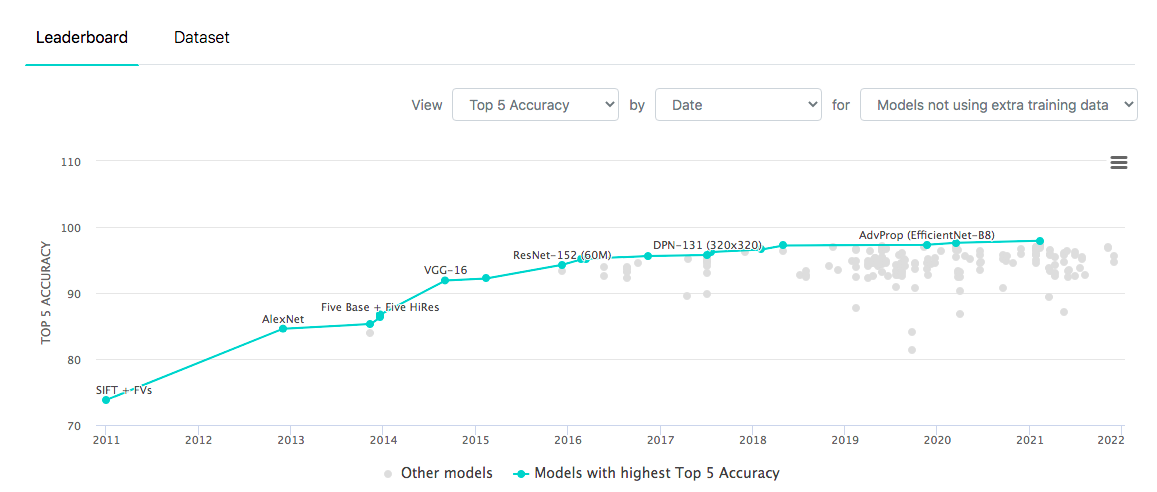 Leaderboard Dataset
View Top 5 Accuracy by Date for Models not using extra training data
TOP 5 ACCURACY
110
100
90
80
70
SIFT + FVs
AlexNet
Five Base + Five HiRes
VGG-16
ResNet-152 (60M)
DPN-131 (320x320)
AdvProp (EfficientNet-B8)
2011 2012 2013 2014 2015 2016 2017 2018 2019 2020 2021 2022
Other models Models with highest Top 5 Accuracy